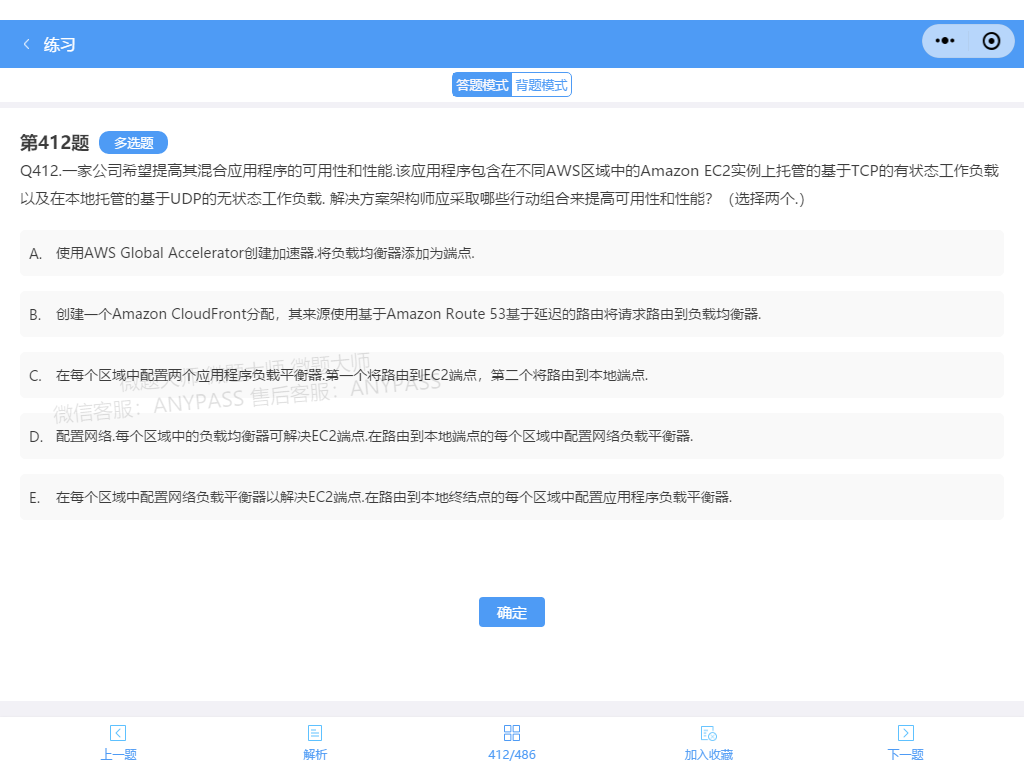 练习
答题模式 背题模式
第412题 多选题
Q412.一家公司希望提高其混合应用程序的可用性和性能.该应用程序包含在不同AWS区域中的Amazon EC2实例上托管的基于TCP的有状态工作负载
以及在本地托管的基于UDP的无状态工作负载. 解决方案架构师应采取哪些行动组合来提高可用性和性能？（选择两个.)
A. 使用AWS Global Accelerator创建加速器.将负载均衡器添加为端点.
B. 创建一个Amazon CloudFront分配，其来源使用基于Amazon Route 53基于延迟的路由将请求路由到负载均衡器.
C. 在每个区域中配置两个应用程序负载平衡器.第一个将路由到EC2端点，第二个将路由到本地端点.
微题大师 微题大师 微题大师
微信客服：ANYPASS 售后客服：ANYPASS
D. 配置网络.每个区域中的负载均衡器可解决EC2端点.在路由到本地端点的每个区域中配置网络负载平衡器.
E. 在每个区域中配置网络负载平衡器以解决EC2端点.在路由到本地终结点的每个区域中配置应用程序负载平衡器.
确定
上一题 解析 412/486 加入收藏 下一题